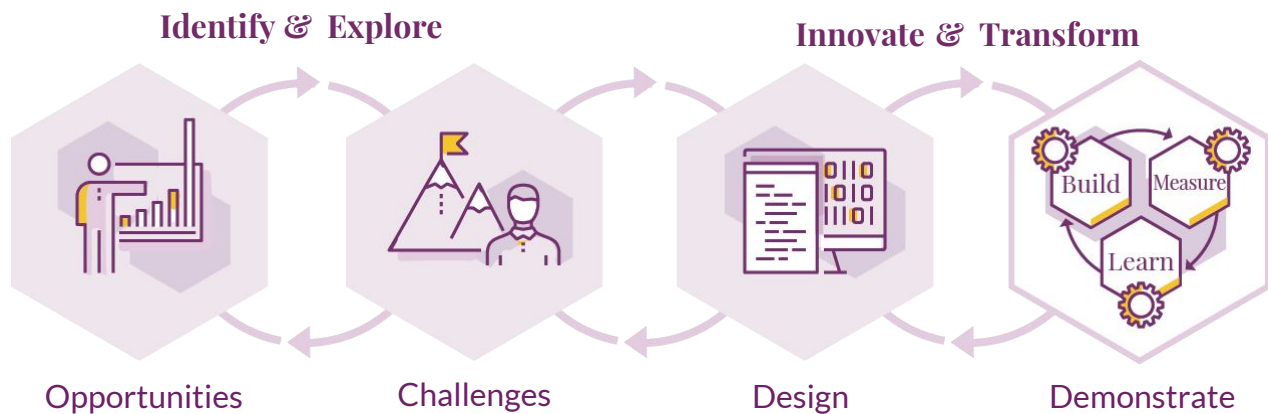 Identify & Explore
Innovate & Transform
Build
Measure
Learn
Opportunities
Challenges
Design
Demonstrate